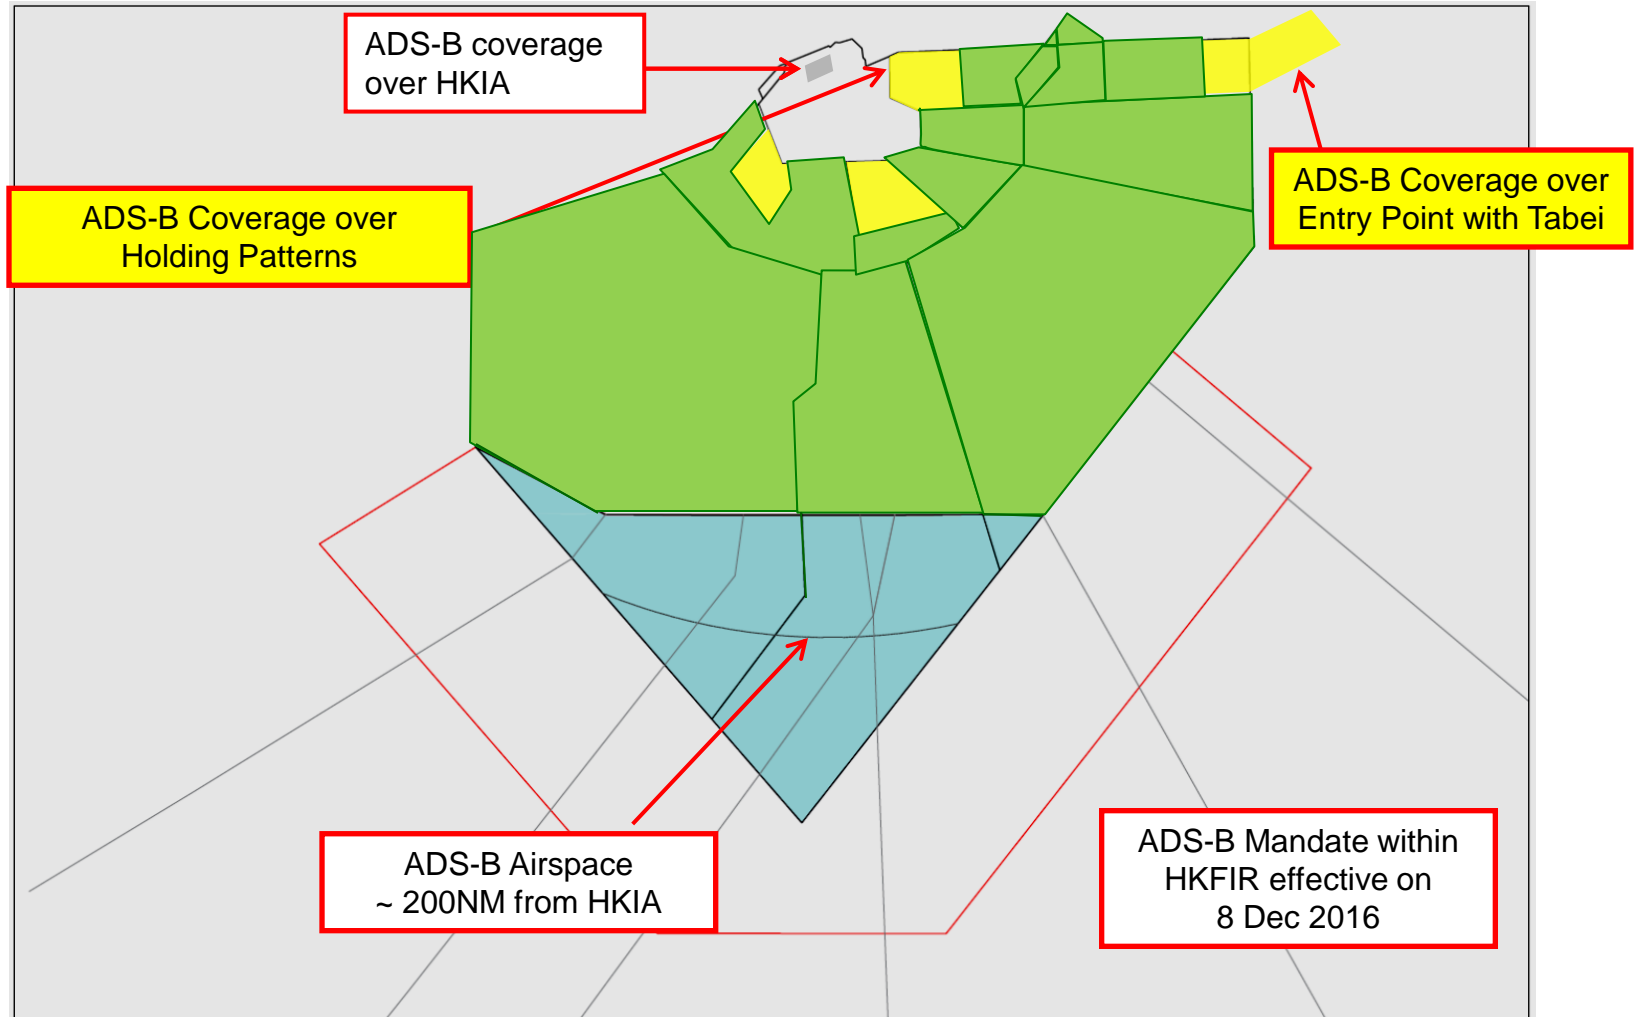 ADS-B coverage
over HKIA
ADS-B Coverage over
Holding Patterns
ADS-B Coverage over
Entry Point with Tabei
ADS-B Airspace
~ 200NM from HKIA
ADS-B Mandate within
HKFIR effective on
8 Dec 2016